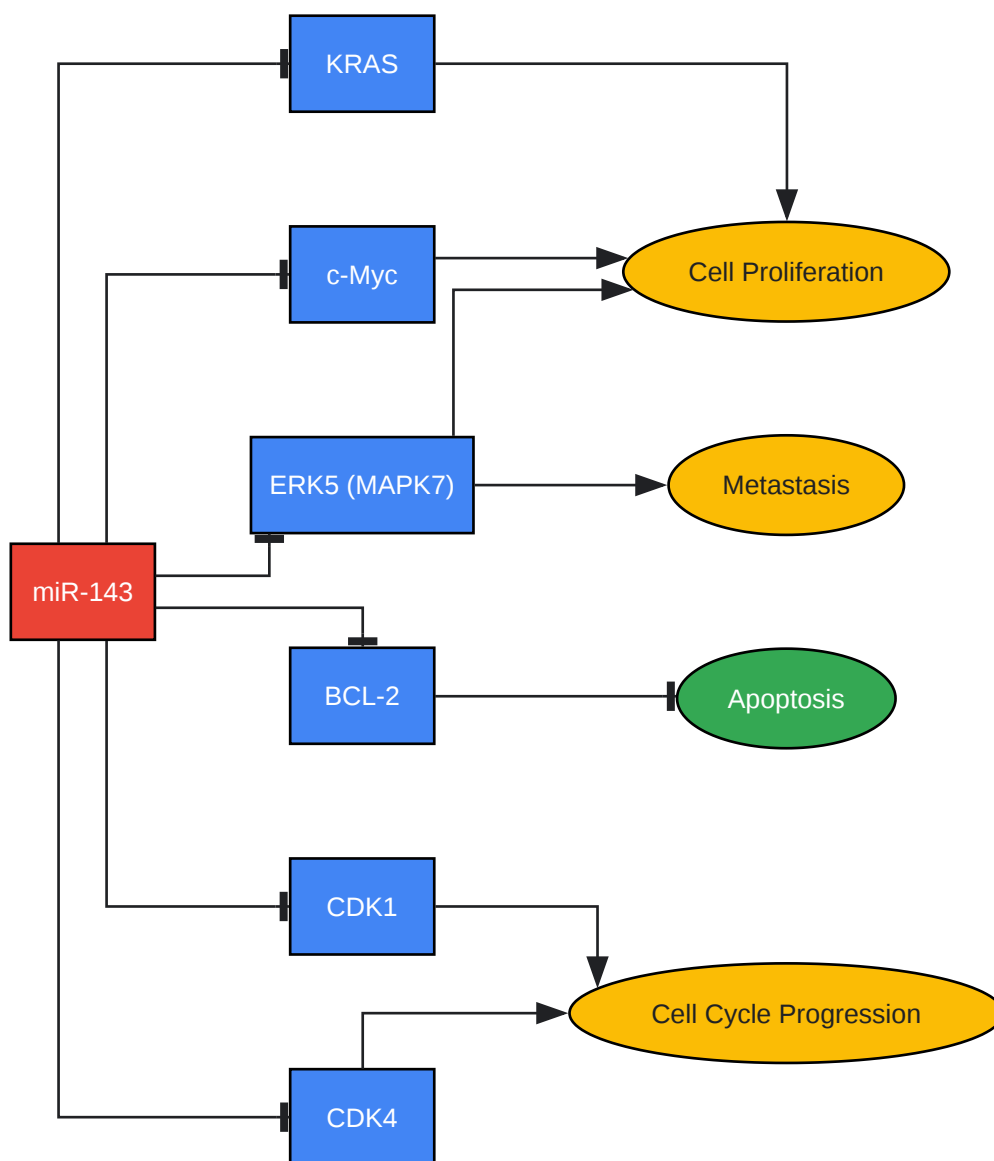 KRAS
c-Myc
Cell Proliferation
ERK5 (MAPK7)
Metastasis
miR-143
BCL-2
Apoptosis
CDK1
Cell Cycle Progression
CDK4